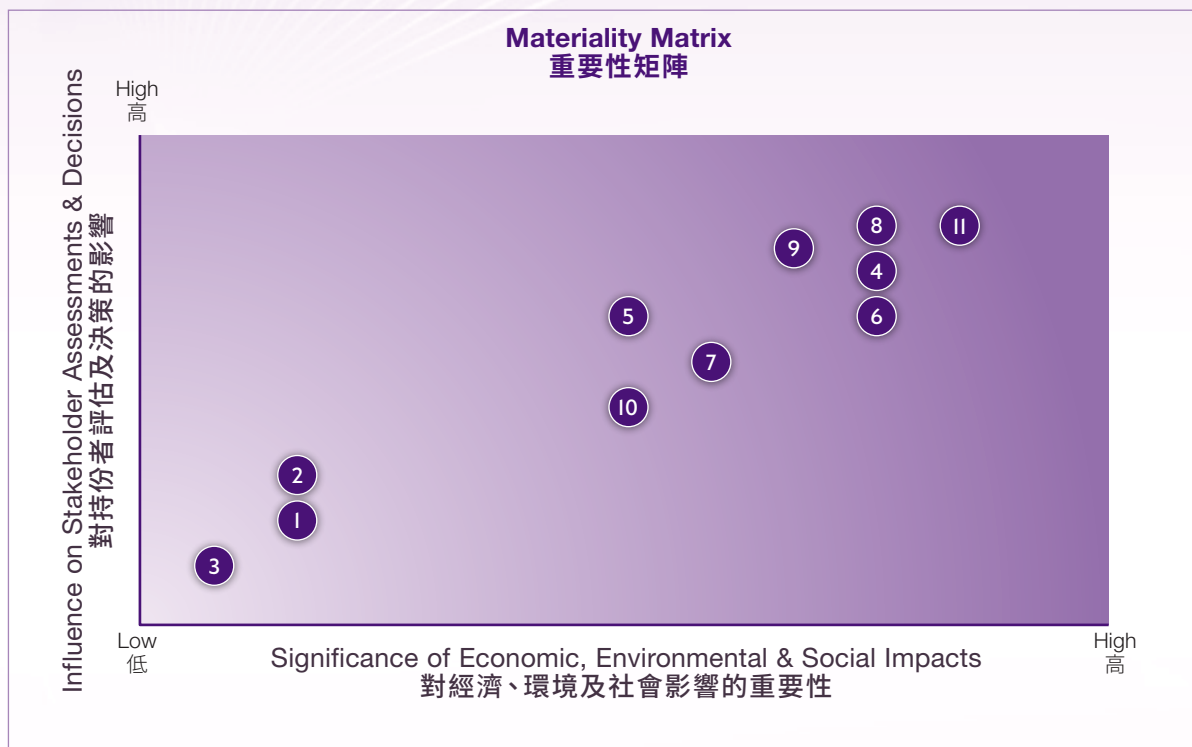 Materiality Matrix
重要性矩陣
High
高
Influence on Stakeholder Assessments & Decisions
對持份者評估及決策的影響
8
11
9
4
5
6
7
10
2
1
3
Low
低
High
高
Significance of Economic, Environmental & Social Impacts
對經濟、環境及社會影響的重要性